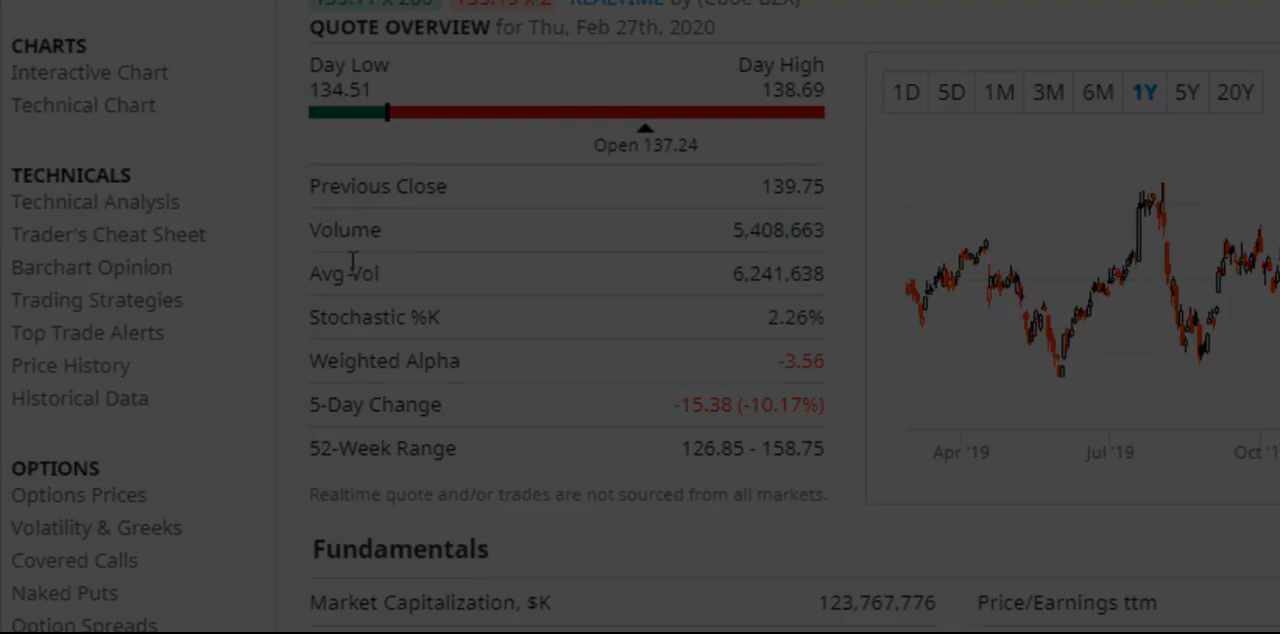 REALTIME by (Cboe BZX)
QUOTE OVERVIEW for Thu, Feb 27th, 2020
CHARTS
Interactive Chart
Technical Chart
TECHNICALS
Technical Analysis
Trader's Cheat Sheet
Barchart Opinion
Trading Strategies
Top Trade Alerts
Price History
Historical Data
OPTIONS
Options Prices
Volatility & Greeks
Covered Calls
Naked Puts
Option Spreads
Day Low Day High
134.51 138.69
Open 137.24
Previous Close 139.75
Volume 5,408,663
Avg Vol 6,241,638
Stochastic %K 2.26%
Weighted Alpha -3.56
5-Day Change -15.38 (-10.17%)
52-Week Range 126.85 - 158.75
Realtime quote and/or trades are not sourced from all markets.
1D 5D 1M 3M 6M 1Y 5Y 20Y
Apr '19 Jul '19
Fundamentals
Market Capitalization, $K 123,767,776 Price/Earnings ttm